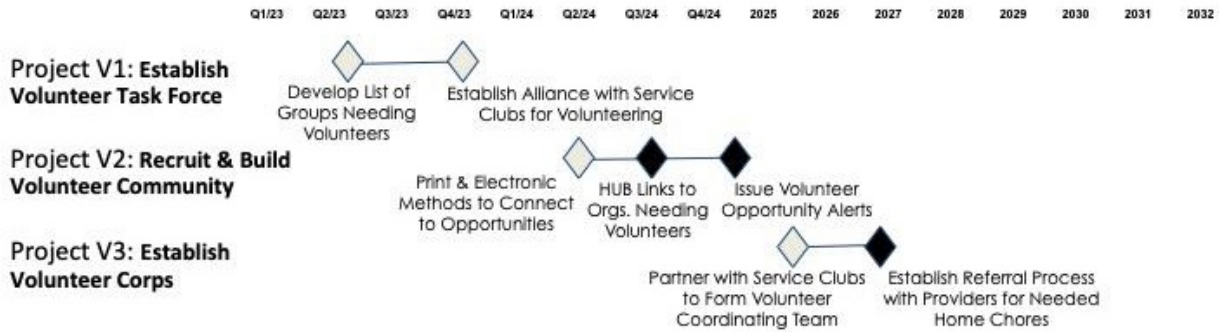 Q1/23 Q2/23 Q3/23 Q4/23 Q1/24 Q2/24 Q3/24 Q4/24 2025 2026 2027 2028 2029 2030 2031 2032
Project V1: Establish
Volunteer Task Force
Develop List of
Groups Needing
Volunteers
Establish Alliance with Service
Clubs for Volunteering
Project V2: Recruit & Build
Volunteer Community
Print & Electronic
Methods to Connect
to Opportunities
HUB Links to
Orgs. Needing
Volunteers
Issue Volunteer
Opportunity Alerts
Project V3: Establish
Volunteer Corps
Partner with Service Clubs
to Form Volunteer
Coordinating Team
Establish Referral Process
with Providers for Needed
Home Chores